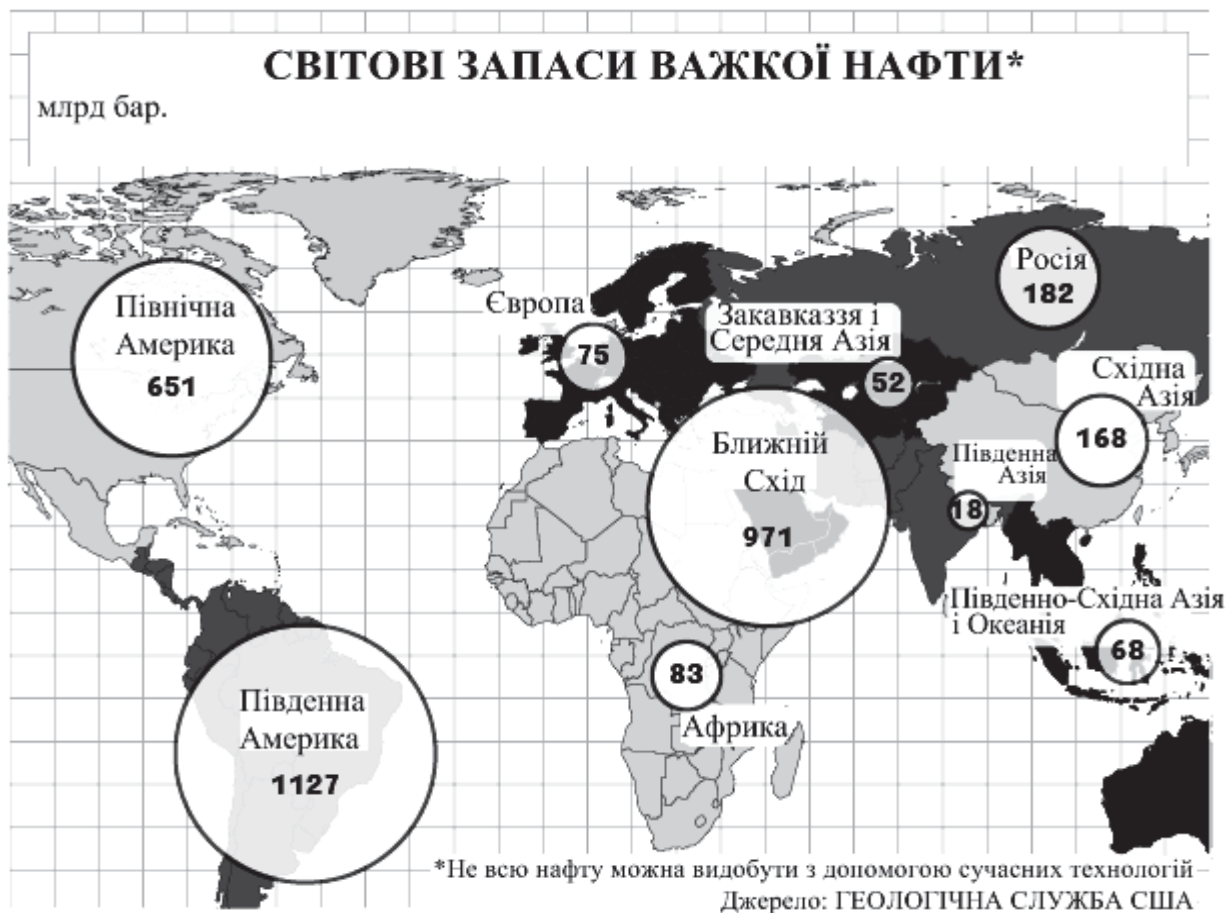 СВІТОВІ ЗАПАСИ ВАЖКОЇ НАФТИ*
млрд бар.
Північна
Америка
651
Європа
75
Закавказзя і
Середня Азія
52
Росія
182
Східна
Азія
168
Ближній
Схід
971
Південна
Азія
18
Південно-Східна Азія
і Океанія
68
83
Африка
Південна
Америка
1127
*Не всю нафту можна видобути з допомогою сучасних технологій
Джерело: ГЕОЛОГІЧНА СЛУЖБА США